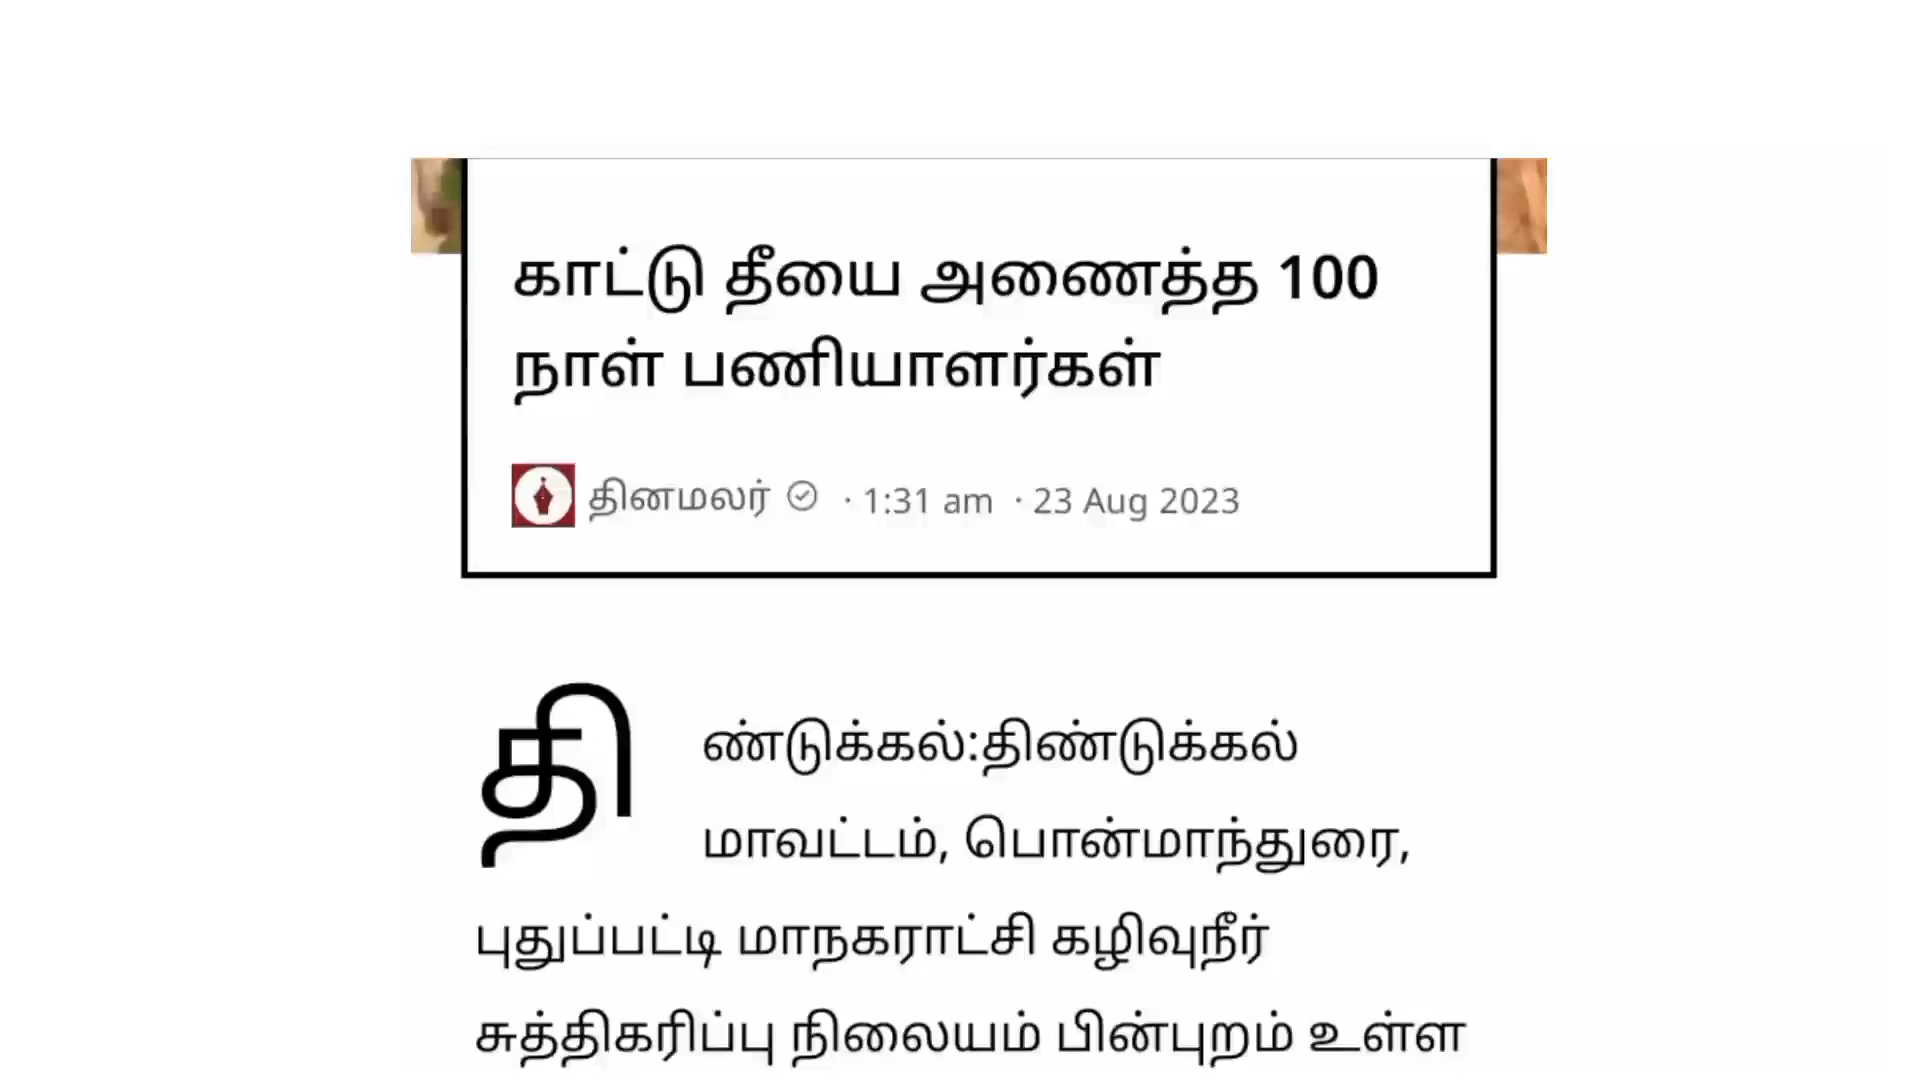 காட்டு தீயை அணைத்த 100
நாள் பணியாளர்கள்
தினமலர் · 1:31 am · 23 Aug 2023
திண்டுக்கல்:திண்டுக்கல்
மாவட்டம், பொன்மாந்துரை,
புதுப்பட்டி மாநகராட்சி கழிவுநீர்
சுத்திகரிப்பு நிலையம் பின்புறம் உள்ள